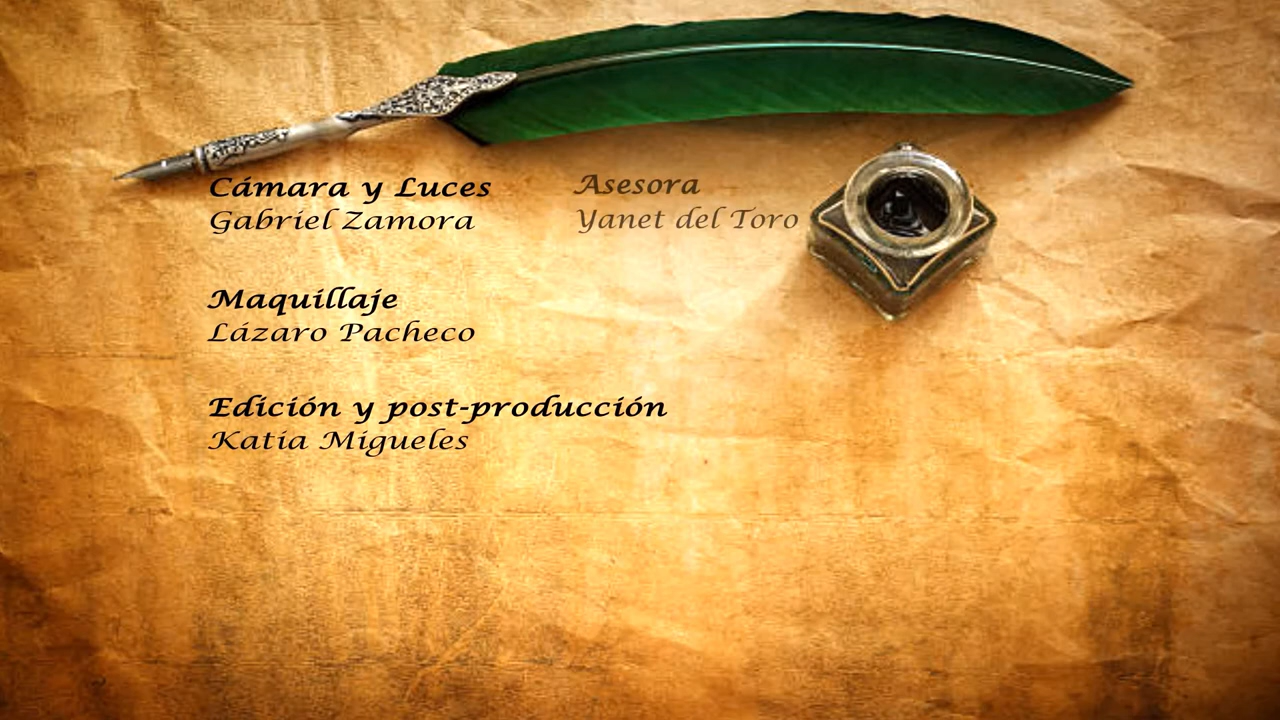 Cámara y Luces
Gabriel Zamora
Maquillaje
Lázaro Pacheco
Edición y post-producción
Katia Migueles
Asesora
Yanet del Toro